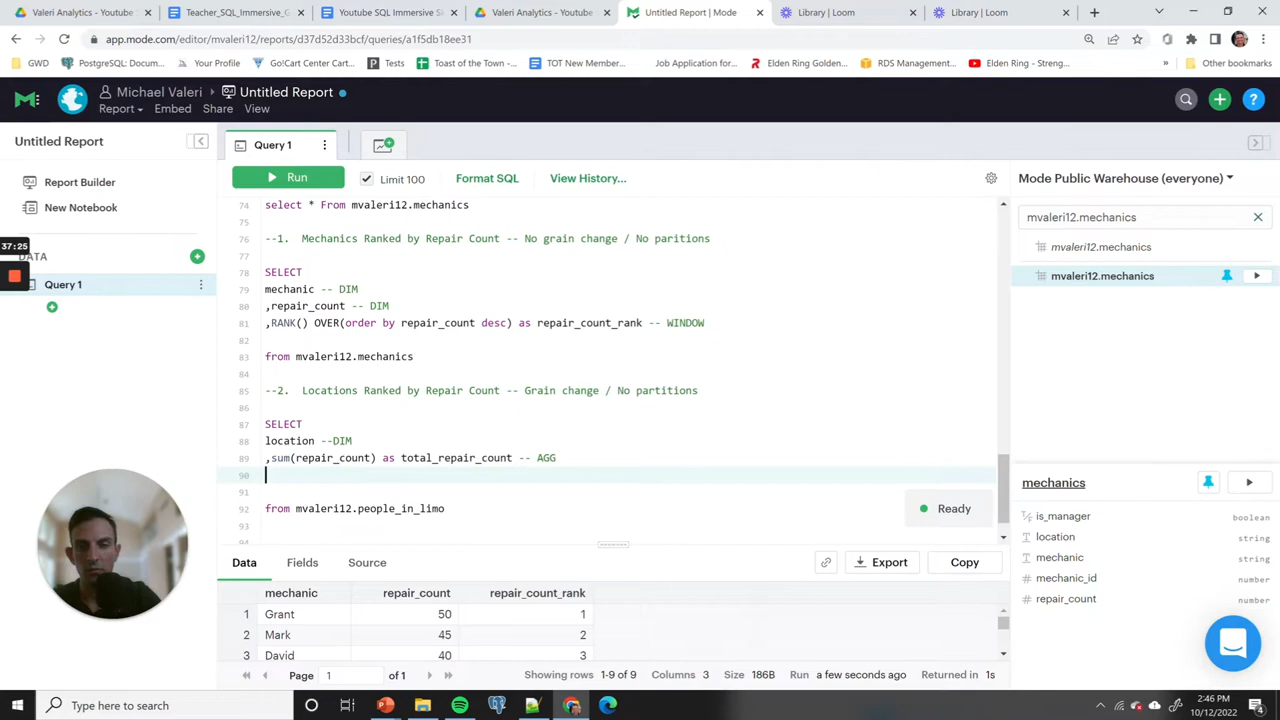 Valeri Analytics - Youtube S
Teacher_SQL_Immersive_G
Youtube SQL Immersive S
Valeri Analytics - Youtube
Untitled Report | Mode
Library | Loom
Library | Loom
app.mode.com/editor/mvaleri12/reports/d37d52d33bcf/queries/a1f5db18ee31
GWD
PostgreSQL: Docum...
Your Profile
Go!Cart Center Cart...
Tests
Toast of the Town -...
TOT New Member...
Job Application for...
Elden Ring Golden...
RDS Management...
Elden Ring - Streng...
Other bookmarks
Michael Valeri
Untitled Report
Report
Embed
Share
View
Untitled Report
Report Builder
New Notebook
37:25
DATA
Query 1
Query 1
Run
Limit 100
Format SQL
View History...
74 select * From mvaleri12.mechanics
75
76 --1. Mechanics Ranked by Repair Count -- No grain change / No paritions
77
78 SELECT
79 mechanic -- DIM
80 ,repair_count -- DIM
81 ,RANK() OVER(order by repair_count desc) as repair_count_rank -- WINDOW
82
83 from mvaleri12.mechanics
84
85 --2. Locations Ranked by Repair Count -- Grain change / No partitions
86
87 SELECT
88 location --DIM
89 ,sum(repair_count) as total_repair_count -- AGG
90
91
92 from mvaleri12.people_in_limo
93
94
Ready
Data
Fields
Source
Export
Copy
mechanic repair_count repair_count_rank
1 Grant 50 1
2 Mark 45 2
3 David 40 3
Page 1 of 1
Showing rows 1-9 of 9 Columns 3 Size 186B Run a few seconds ago Returned in 1s
Mode Public Warehouse (everyone)
mvaleri12.mechanics
mvaleri12.mechanics
mvaleri12.mechanics
mechanics
is_manager boolean
location string
mechanic string
mechanic_id number
repair_count number
Type here to search
2:46 PM
10/12/2022
4